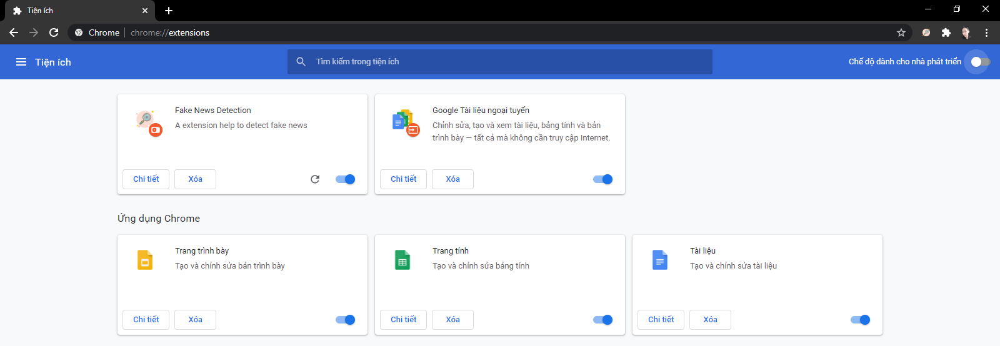 Tiện ích
Chrome | chrome://extensions
Tiện ích
Tìm kiếm trong tiện ích
Chế độ dành cho nhà phát triển
Fake News Detection
A extension help to detect fake news
Chi tiết
Xóa
Google Tài liệu ngoại tuyến
Chỉnh sửa, tạo và xem tài liệu, bảng tính và bản
trình bày — tất cả mà không cần truy cập Internet.
Chi tiết
Xóa
Ứng dụng Chrome
Trang trình bày
Tạo và chỉnh sửa bản trình bày
Chi tiết
Xóa
Trang tính
Tạo và chỉnh sửa bảng tính
Chi tiết
Xóa
Tài liệu
Tạo và chỉnh sửa tài liệu
Chi tiết
Xóa